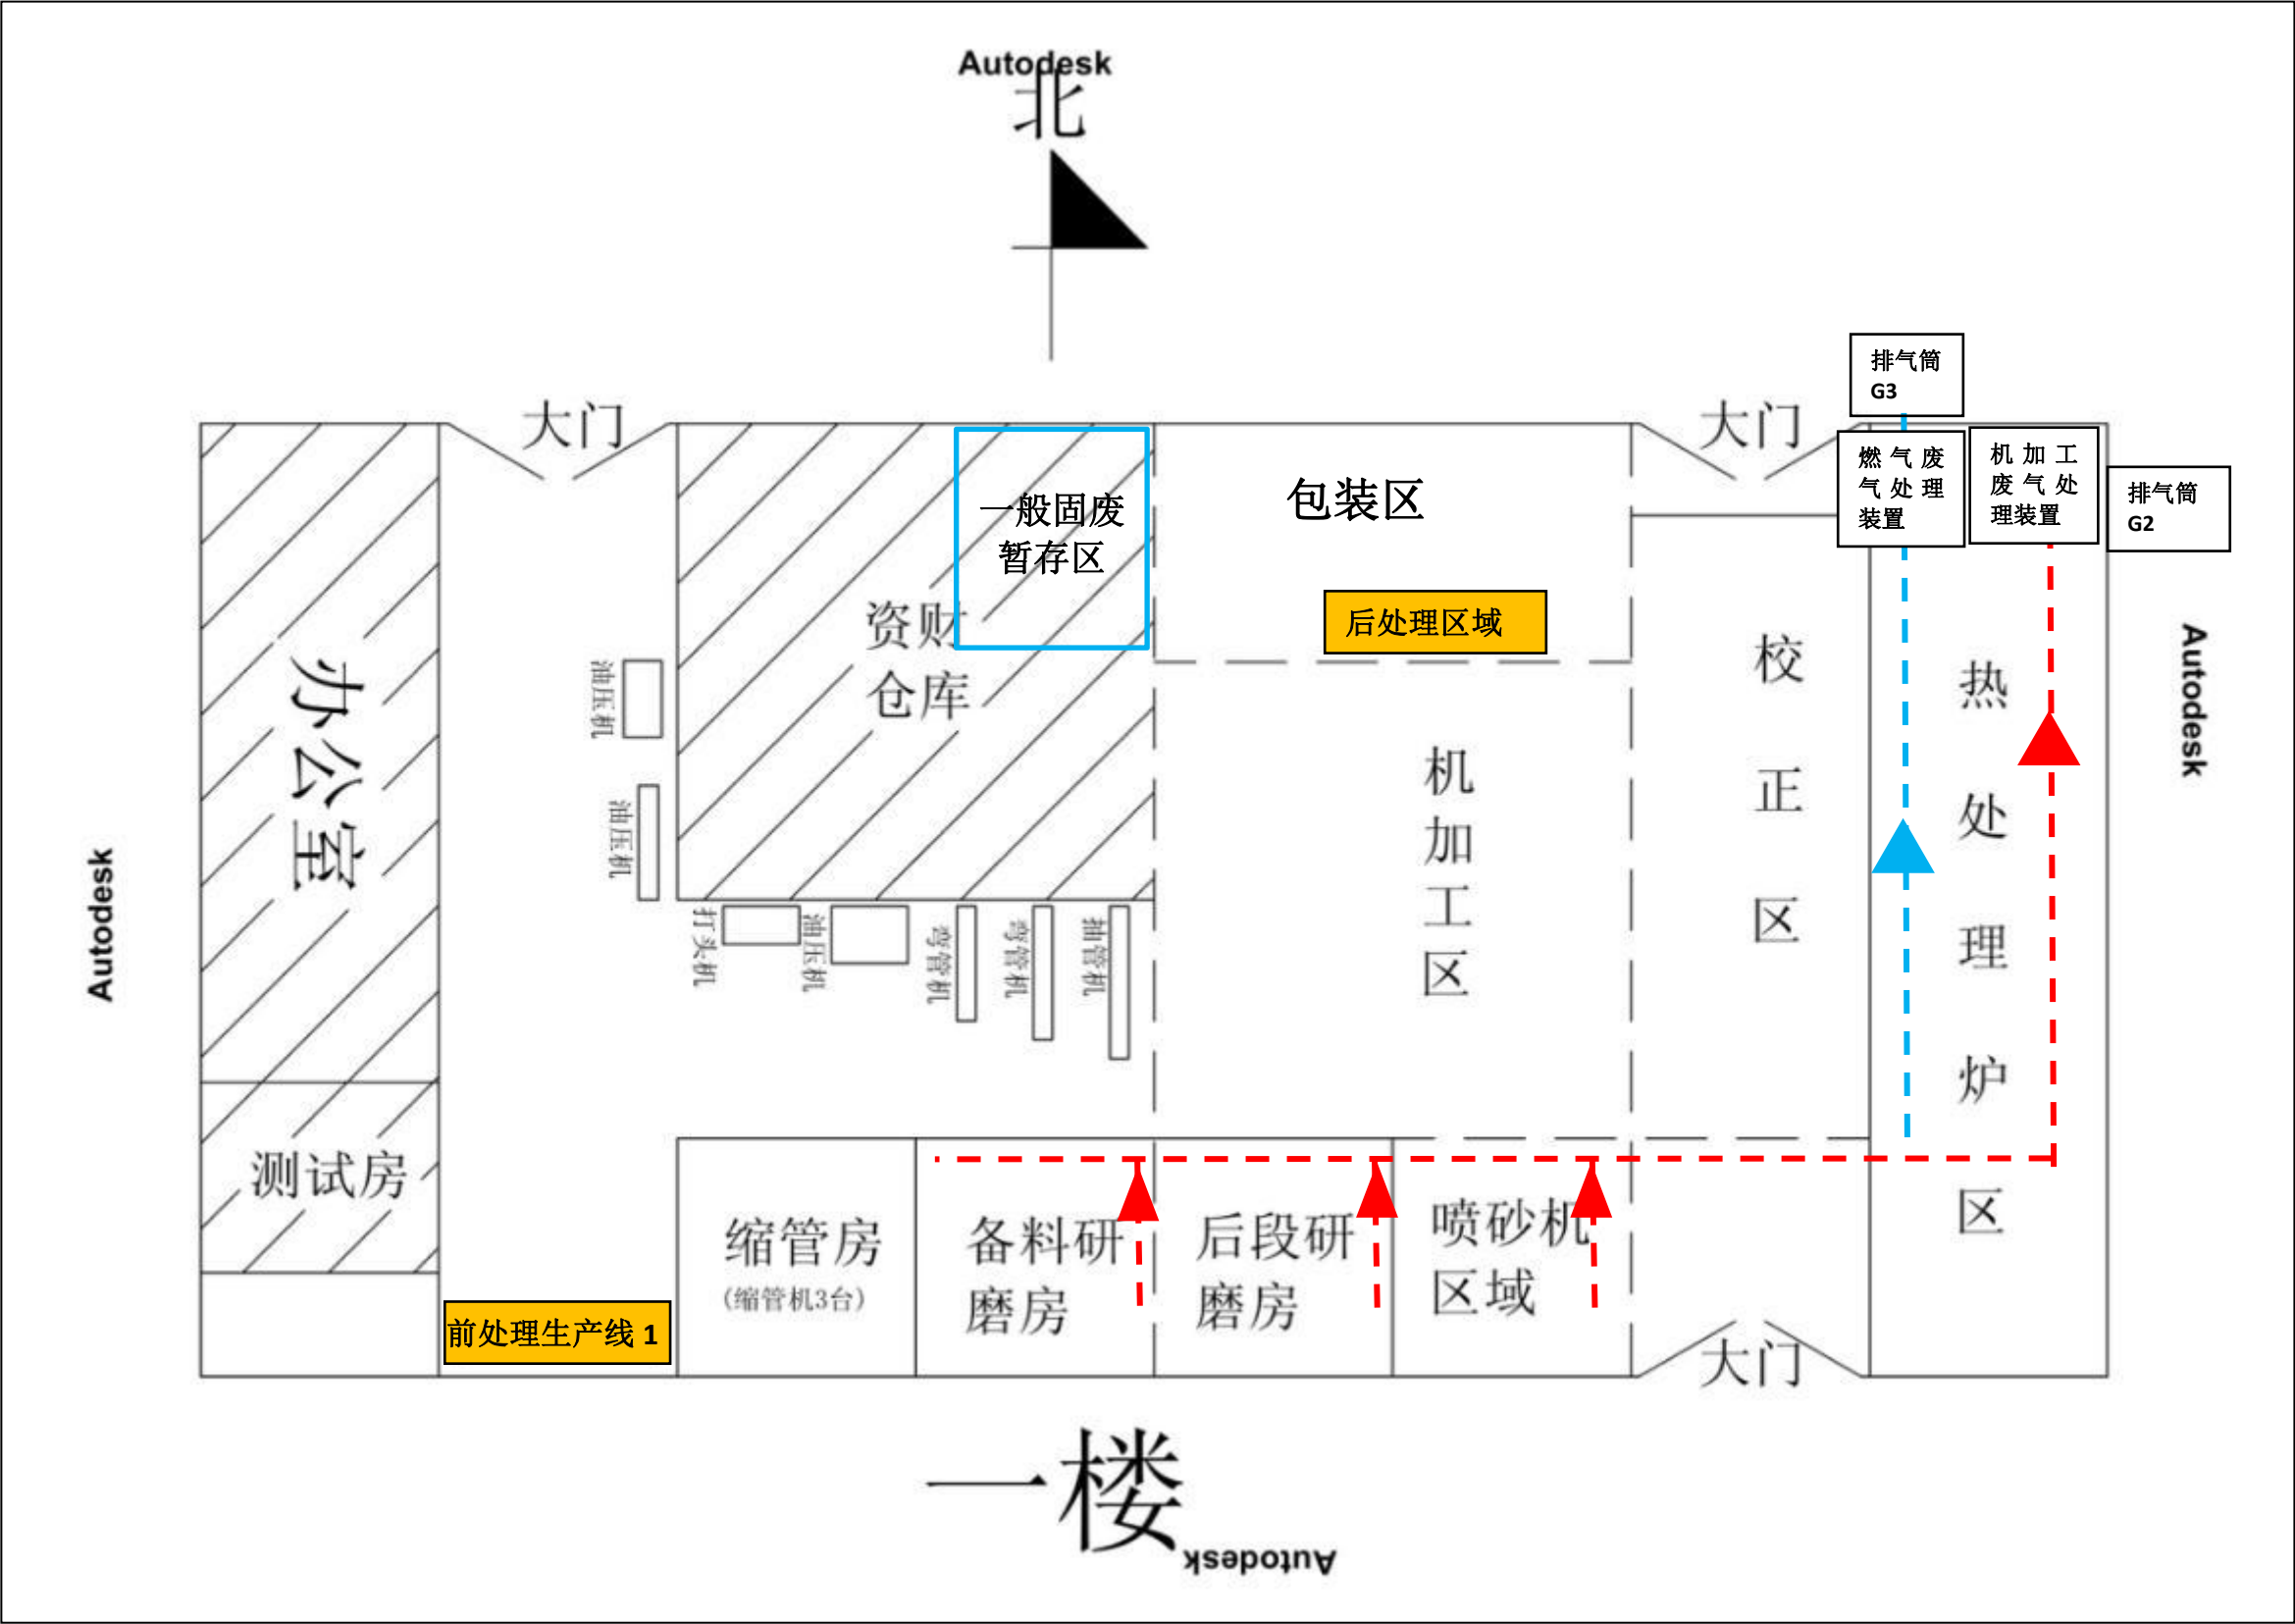 Autodesk
北
排气筒
G3
大门
大门
燃气废
气处理
装置
机加工
废气处
理装置
排气筒
G2
一般固废
暂存区
包装区
后处理区域
资财
仓库
办公室
油压机
油压机
校正区
热处理炉区
机加工区
Autodesk
Autodesk
打头机
油压机
弯管机
弯管机
抽管机
测试房
缩管房
(缩管机3台)
备料研
磨房
后段研
磨房
喷砂机
区域
前处理生产线 1
大门
一楼
Autodesk